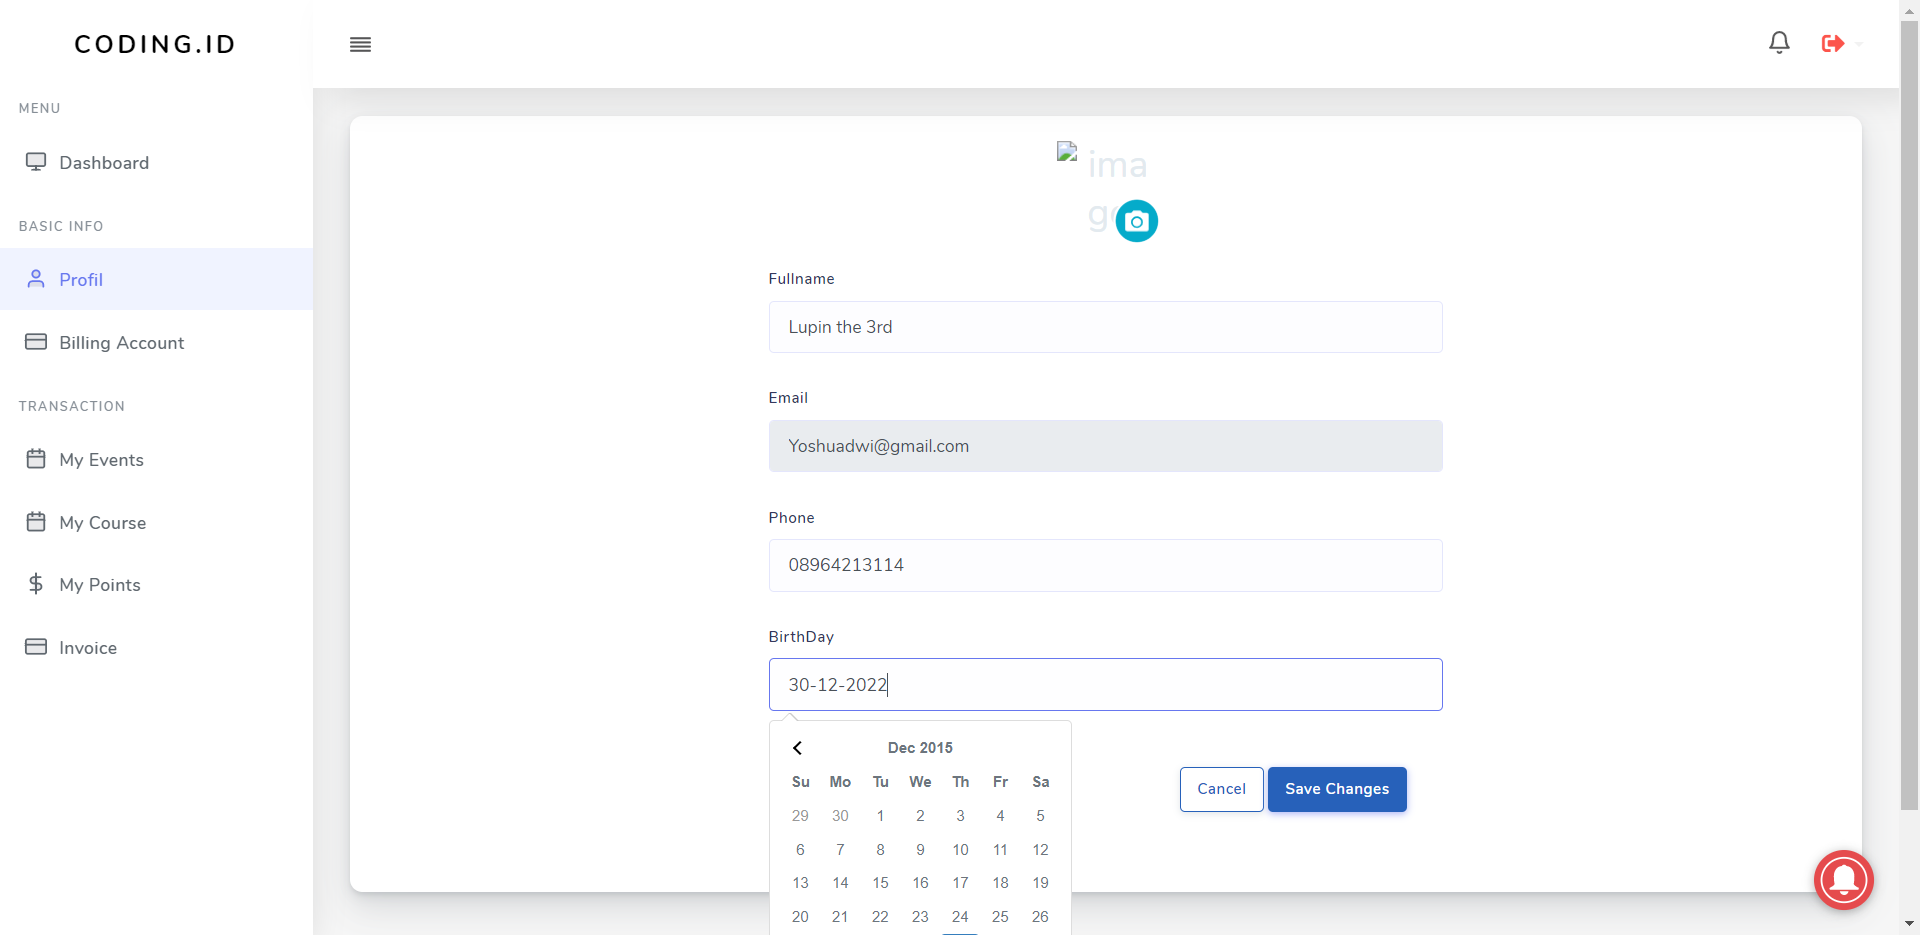 CODING.ID
MENU
Dashboard
BASIC INFO
Profil
Billing Account
TRANSACTION
My Events
My Course
My Points
Invoice
ima
ge
Fullname
Lupin the 3rd
Email
Yoshuadwi@gmail.com
Phone
08964213114
BirthDay
30-12-2022
Dec 2015
Su Mo Tu We Th Fr Sa
29 30 1 2 3 4 5
6 7 8 9 10 11 12
13 14 15 16 17 18 19
20 21 22 23 24 25 26
Cancel Save Changes